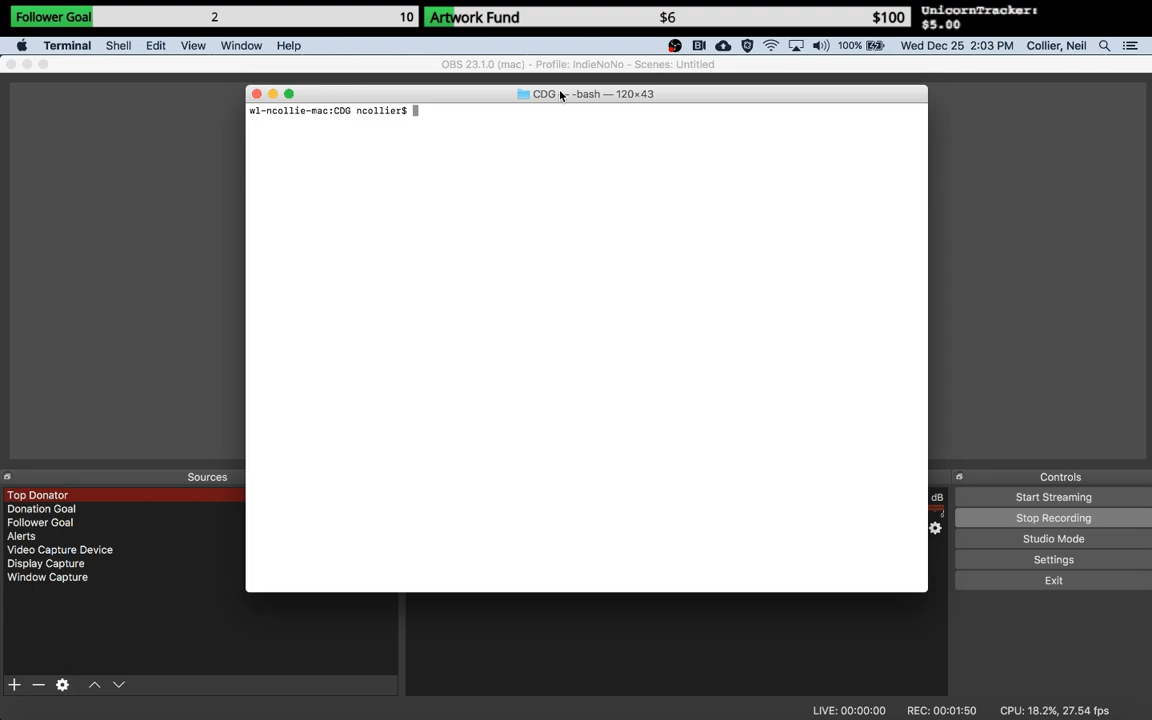 Follower Goal 2 10 Artwork Fund $6 $100 UnicornTracker:
$5.00
Terminal Shell Edit View Window Help 100% Wed Dec 25 2:03 PM Collier, Neil
OBS 23.1.0 (mac) - Profile: IndieNoNo - Scenes: Untitled
CDG — -bash — 120×43
wl-ncollie-mac:CDG ncollier$
Sources
Controls
Top Donator
dB
Start Streaming
Donation Goal
Follower Goal
Stop Recording
Alerts
Studio Mode
Video Capture Device
Display Capture
Settings
Window Capture
Exit
LIVE: 00:00:00 REC: 00:01:50 CPU: 18.2%, 27.54 fps